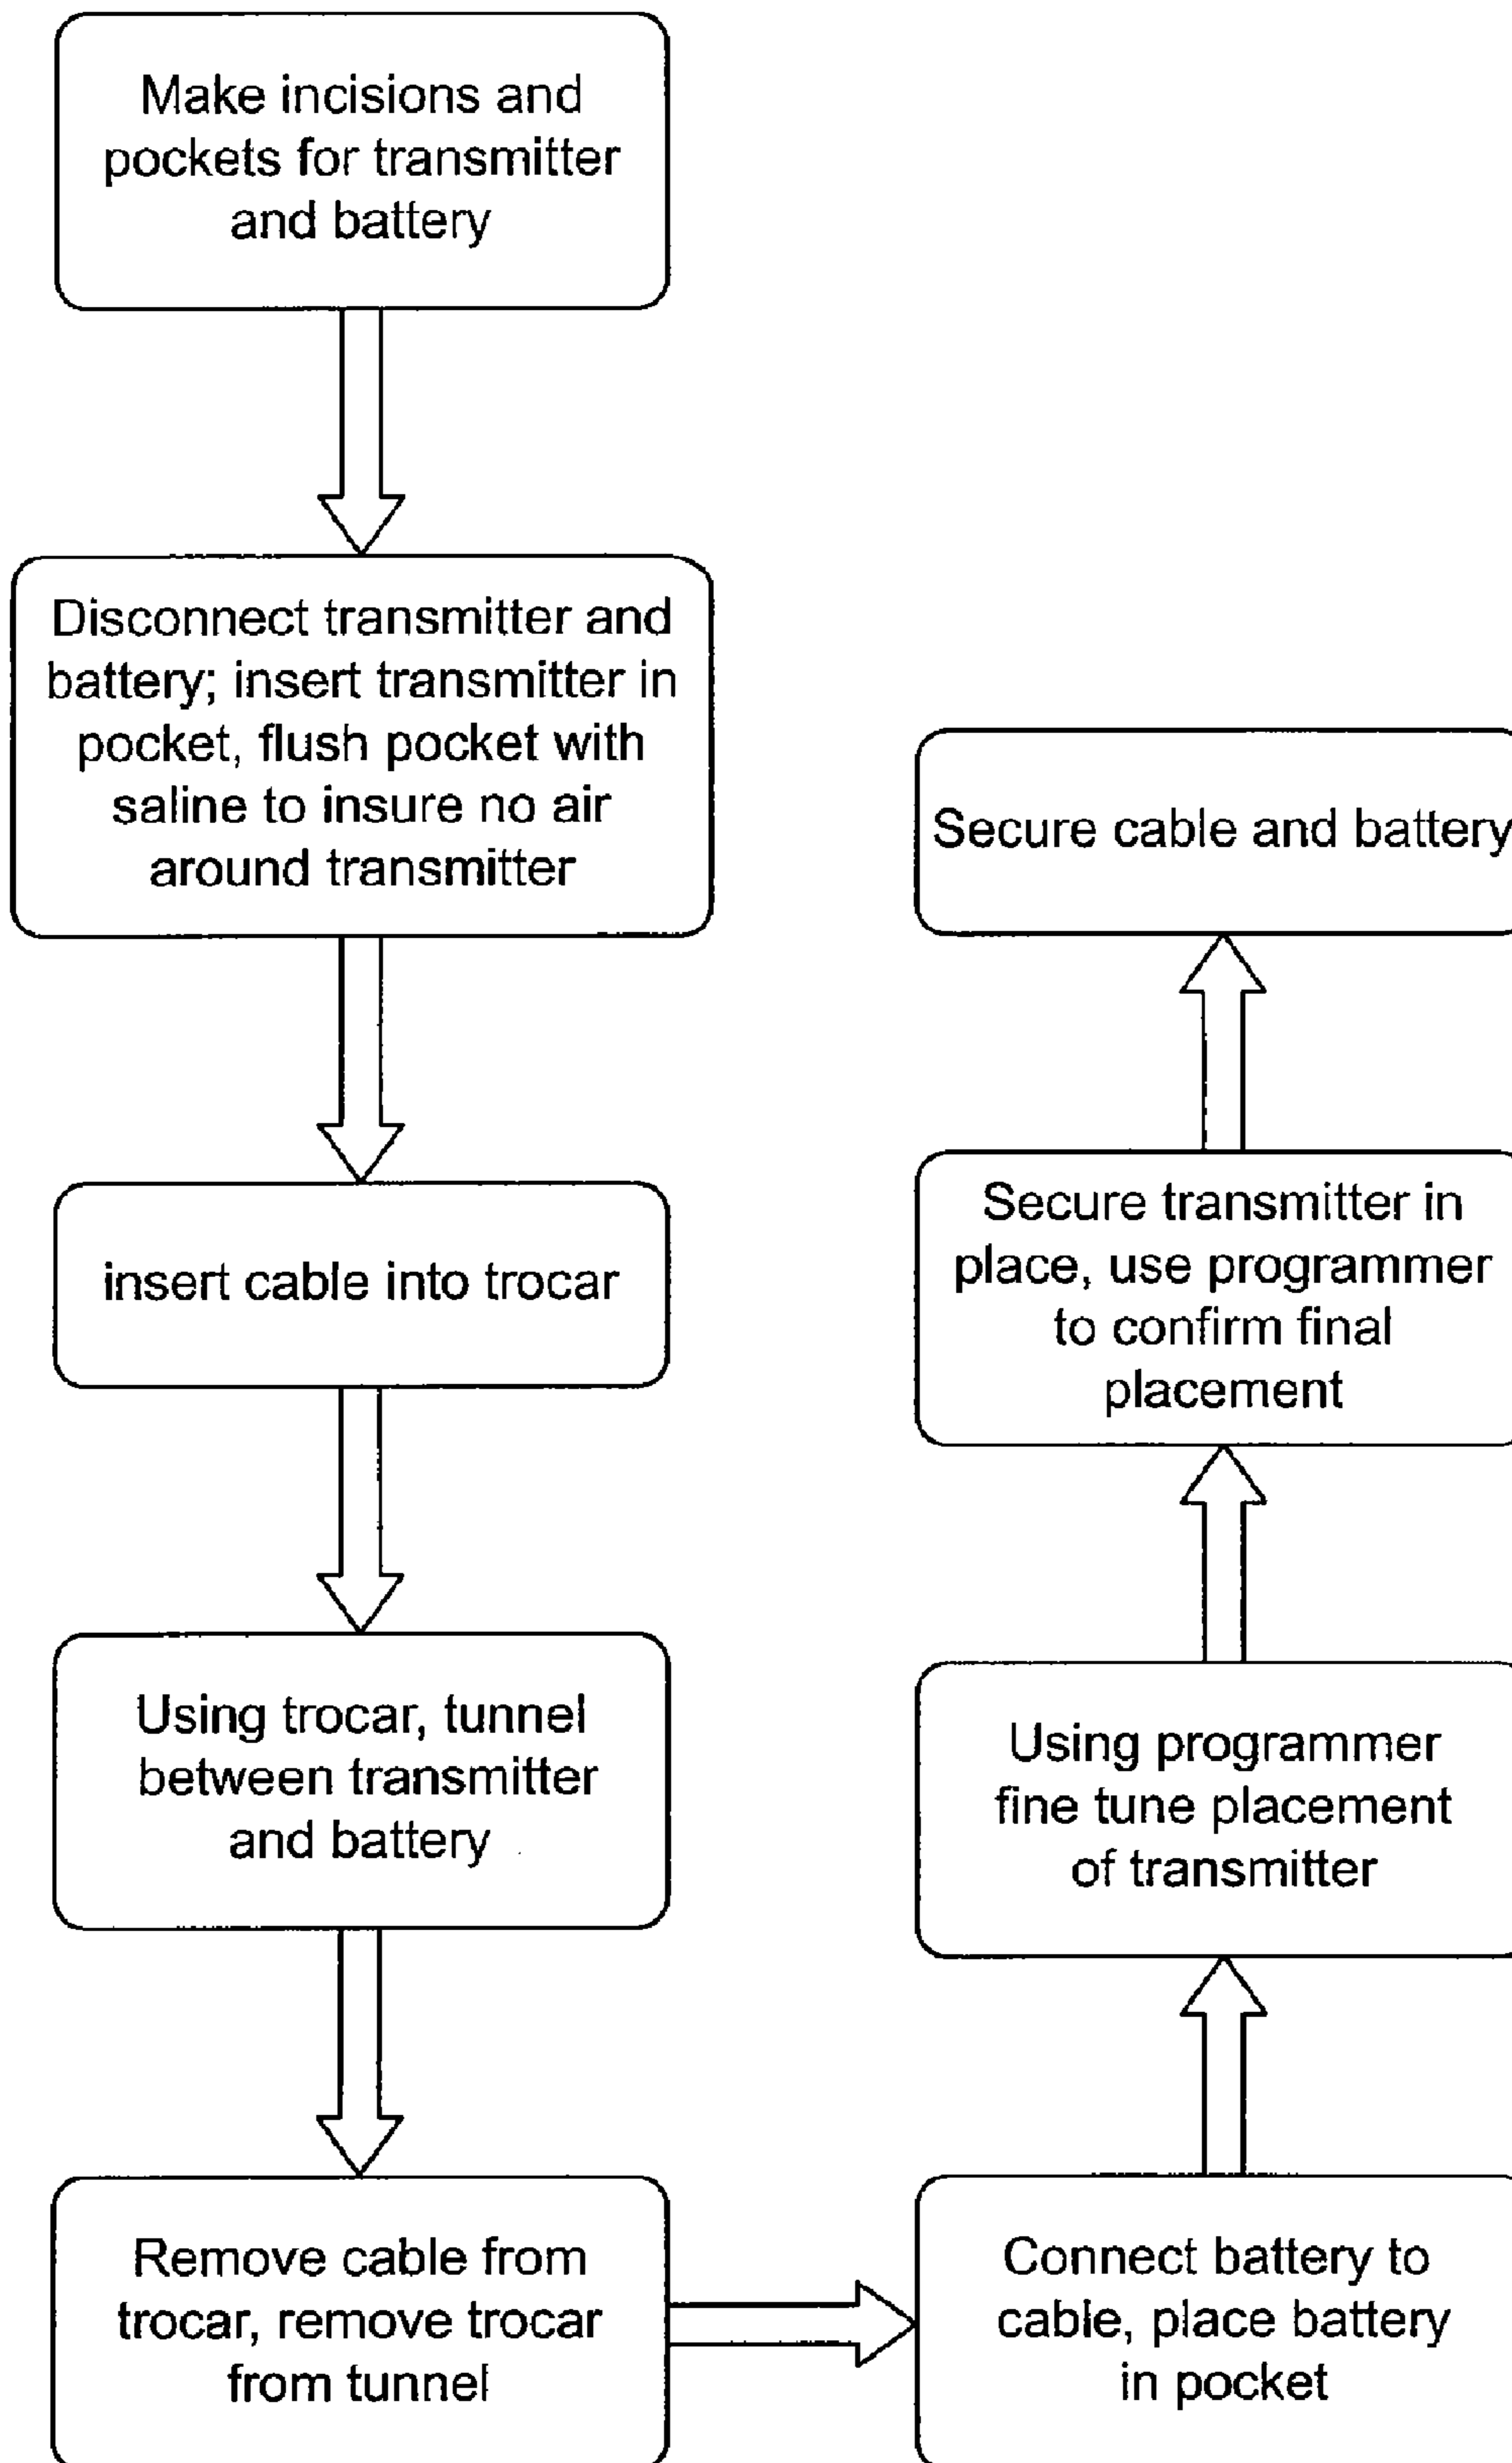 Make incisions and
pockets for transmitter
and battery
Disconnect transmitter and
battery; insert transmitter in
pocket, flush pocket with
saline to insure no air
around transmitter
insert cable into trocar
Using trocar, tunnel
between transmitter
and battery
Remove cable from
trocar, remove trocar
from tunnel
Connect battery to
cable, place battery
in pocket
Using programmer
fine tune placement
of transmitter
Secure transmitter in
place, use programmer
to confirm final
placement
Secure cable and battery